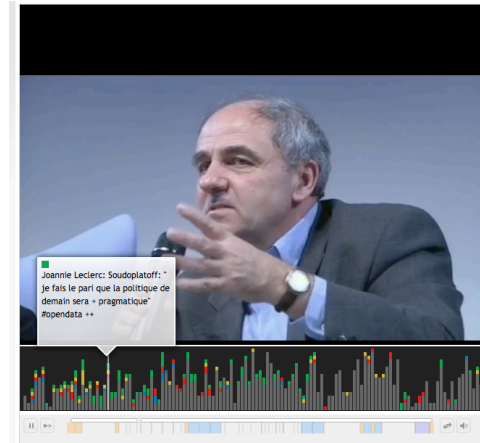 Joannie Leclerc: Soudoplatoff: "
je fais le pari que la politique de
demain sera + pragmatique"
#opendata ++